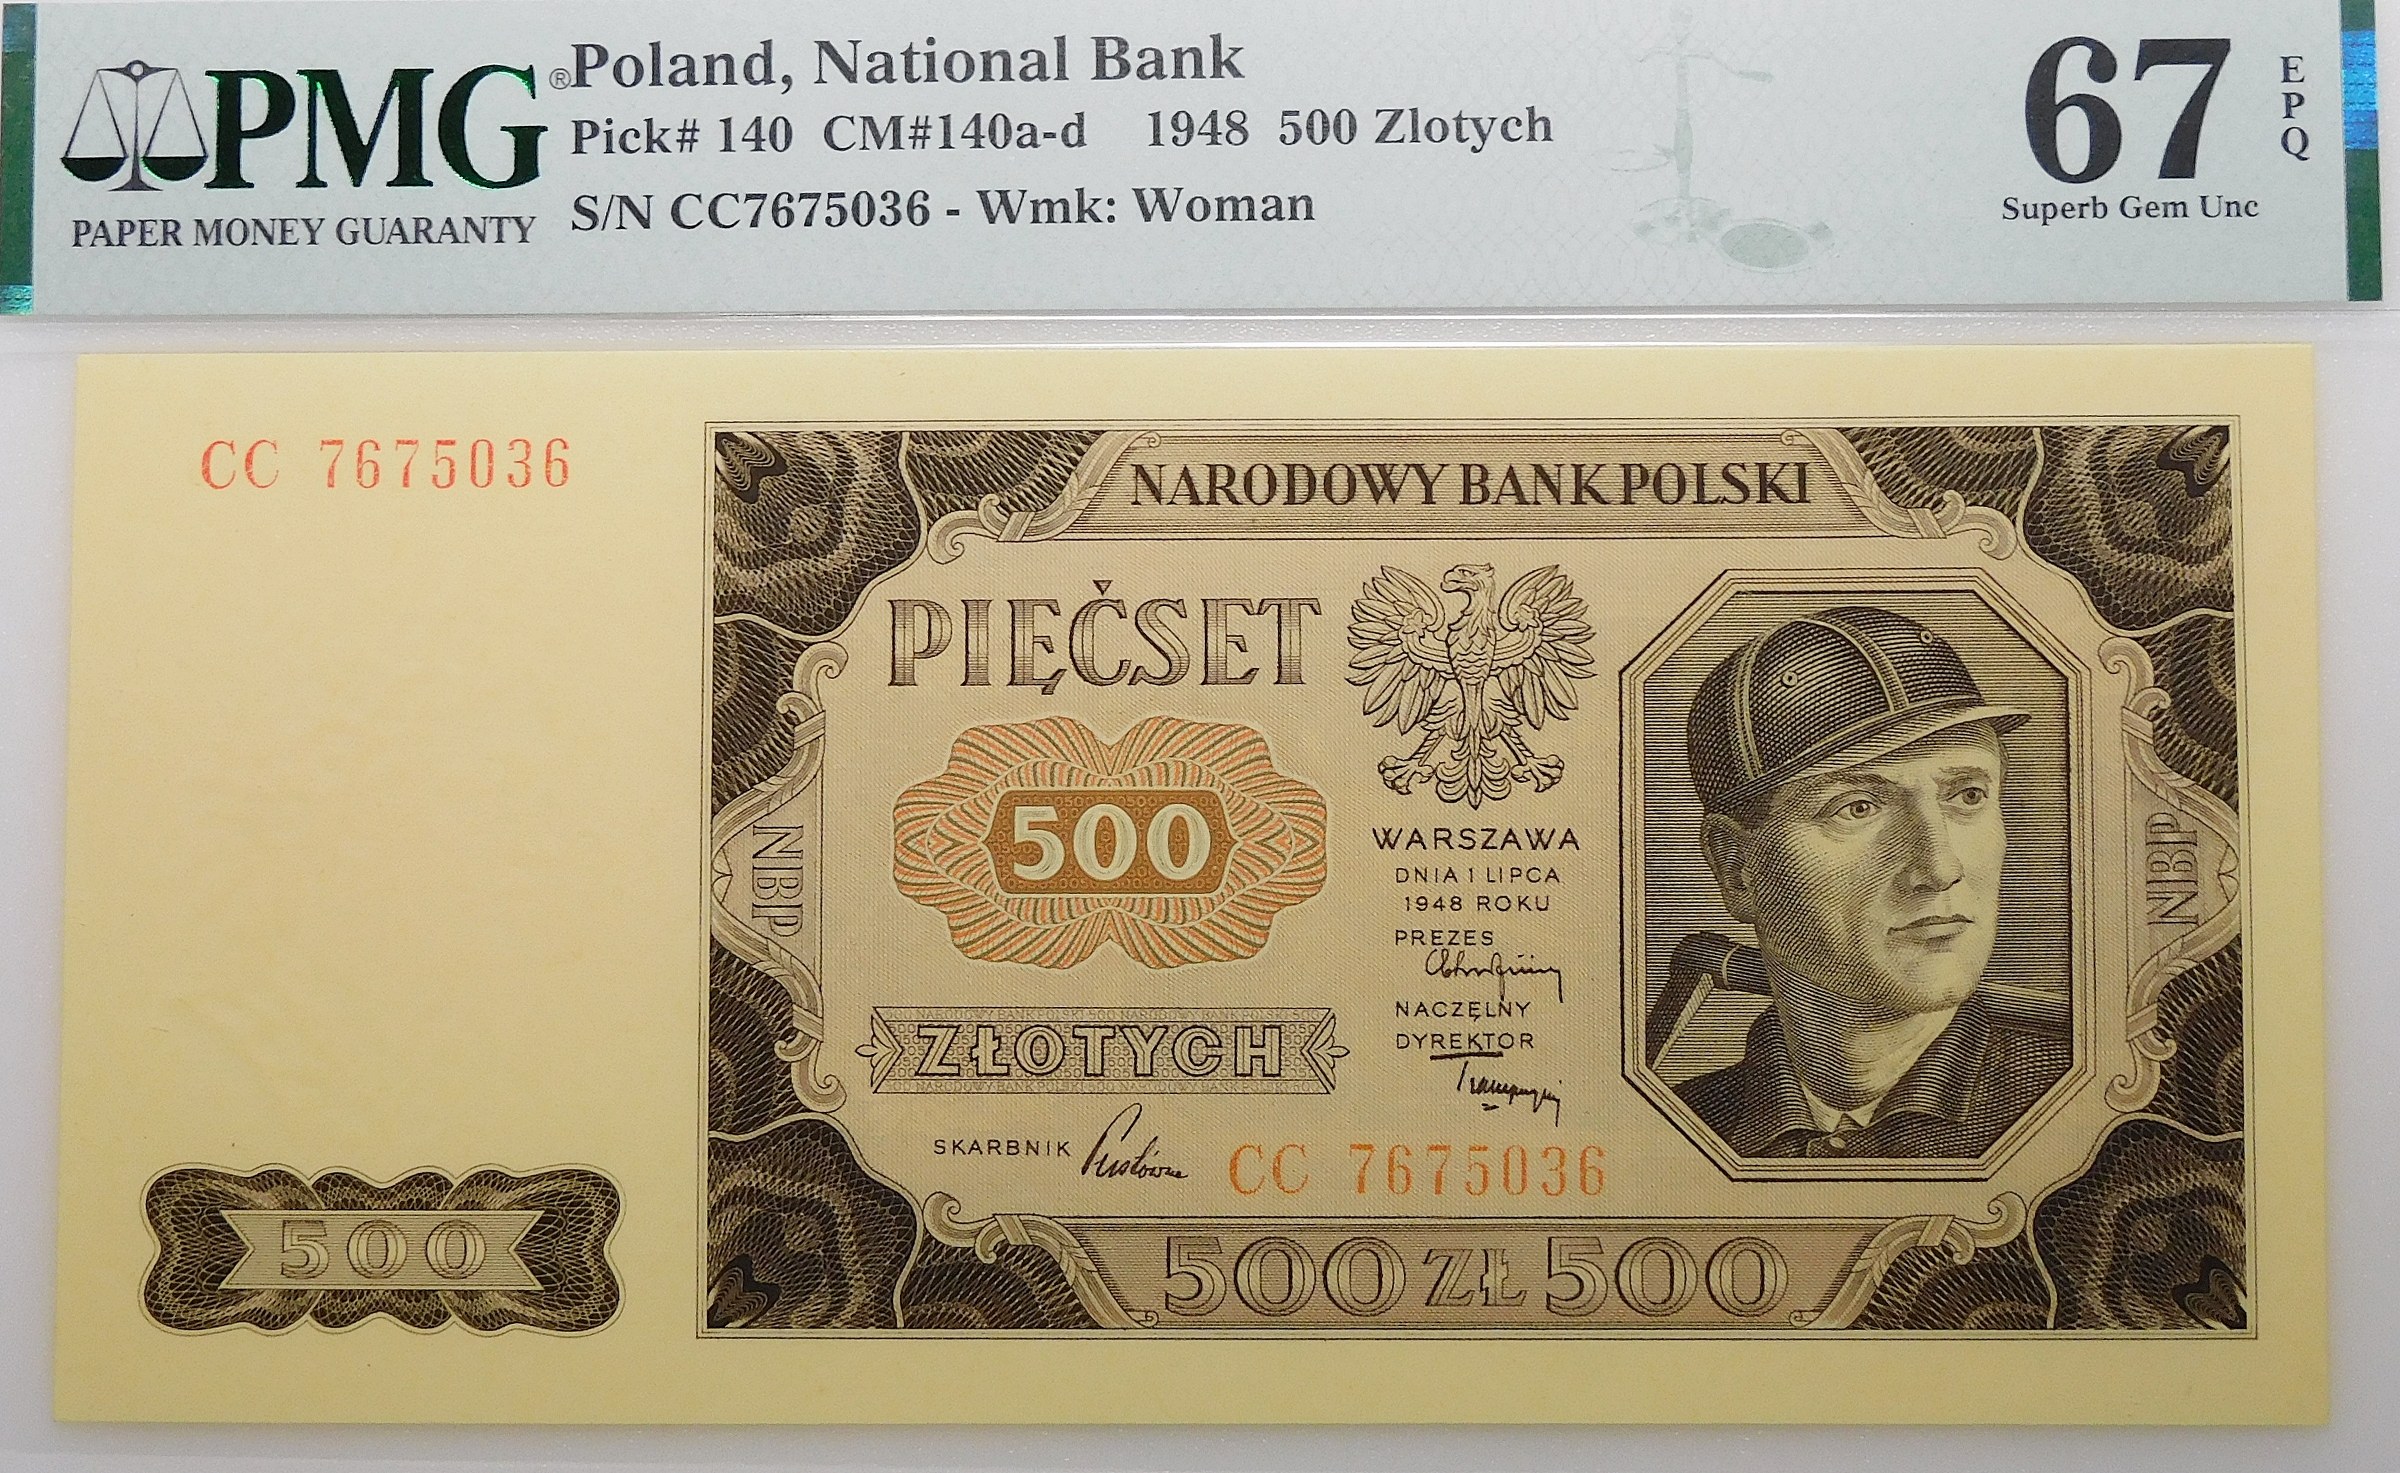 PMG®
PAPER MONEY GUARANTY
Poland, National Bank
Pick# 140 CM#140a-d 1948 500 Zlotych
S/N CC7675036 - Wmk: Woman
67
EPQ
Superb Gem Unc
CC 7675036
NARODOWY BANK POLSKI
PIĘĆSET
500
ZŁOTYCH
NBP
NBP
WARSZAWA
DNIA 1 LIPCA
1948 ROKU
PREZES
NACZELNY
DYREKTOR
SKARBNIK
CC 7675036
500
500 ZŁ 500